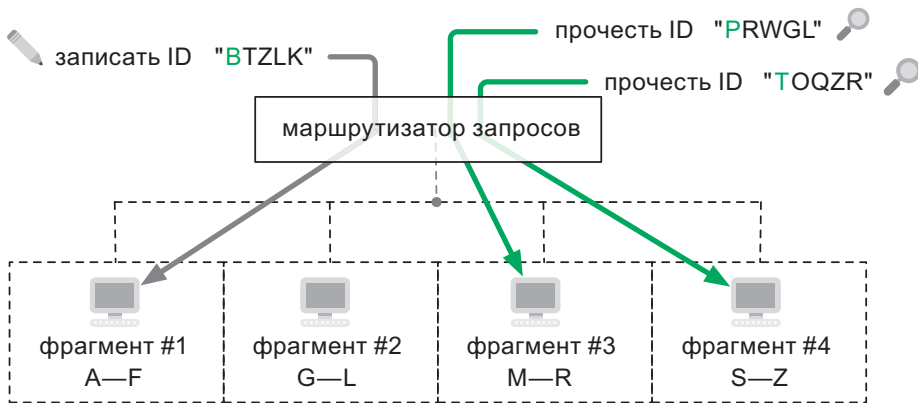 прочесть ID "PRWGL"
записать ID "BTZLK"
прочесть ID "TOQZR"
маршрутизатор запросов
фрагмент #1
A—F
фрагмент #2
G—L
фрагмент #3
M—R
фрагмент #4
S—Z